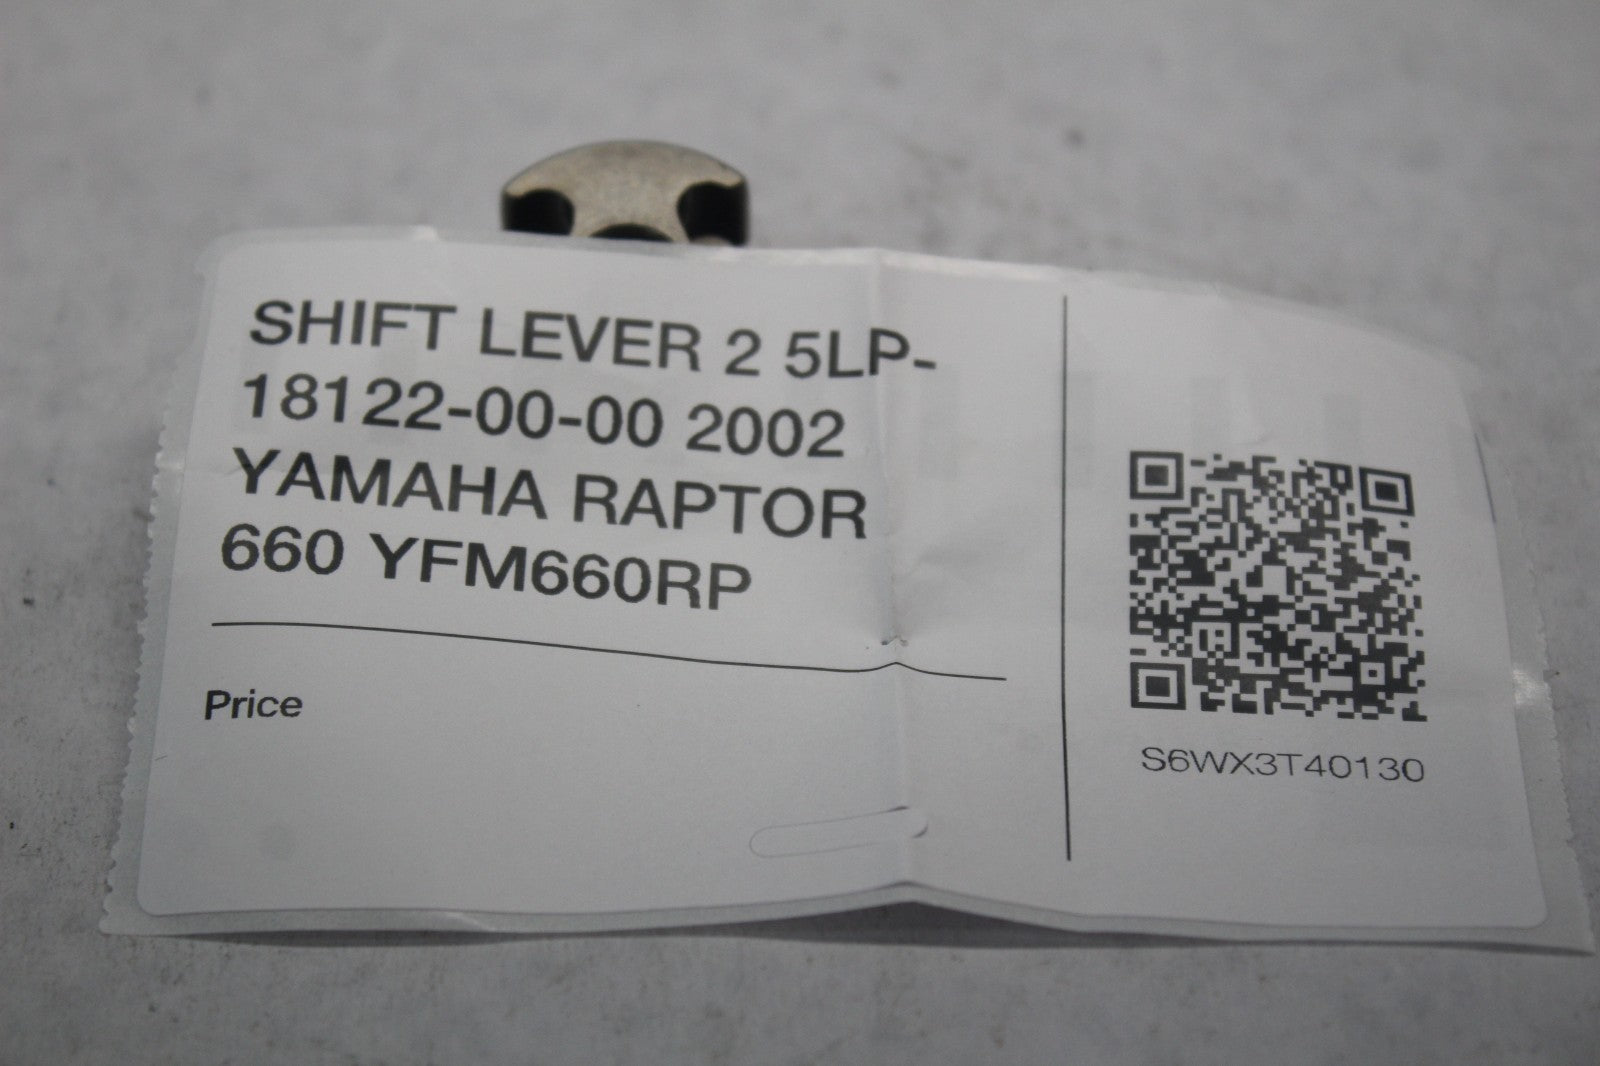 SHIFT LEVER 2 5LP-
18122-00-00 2002
YAMAHA RAPTOR
660 YFM660RP
Price
S6WX3T40130